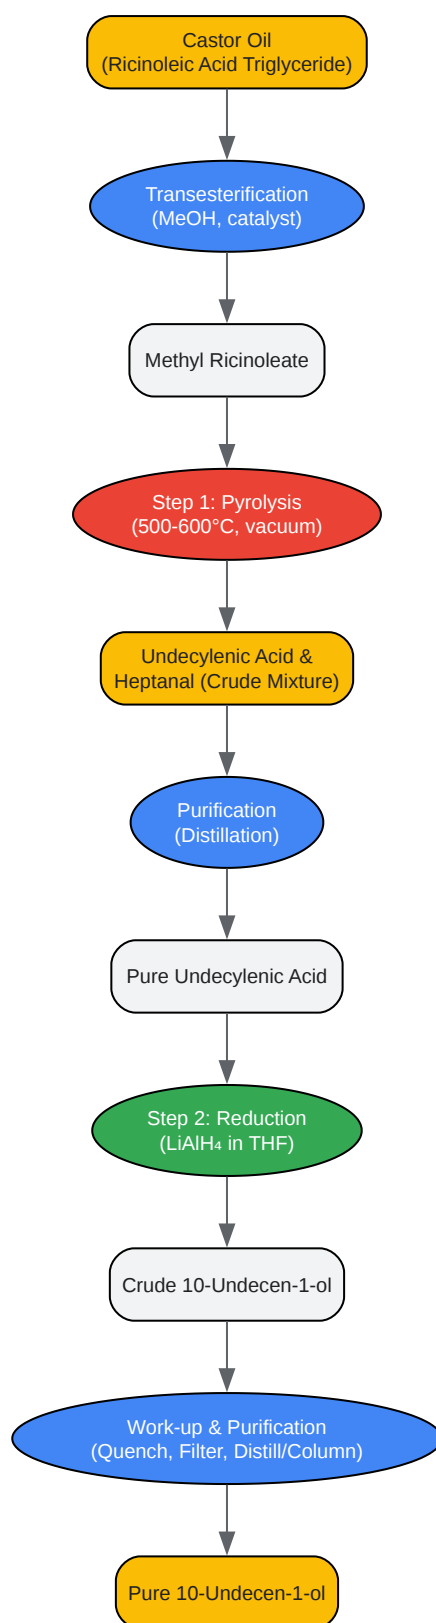 Castor Oil
(Ricinoleic Acid Triglyceride)
Transesterification
(MeOH, catalyst)
Methyl Ricinoleate
Step 1: Pyrolysis
(500-600°C, vacuum)
Undecylenic Acid &
Heptanal (Crude Mixture)
Purification
(Distillation)
Pure Undecylenic Acid
Step 2: Reduction
(LiAlH₄ in THF)
Crude 10-Undecen-1-ol
Work-up & Purification
(Quench, Filter, Distill/Column)
Pure 10-Undecen-1-ol